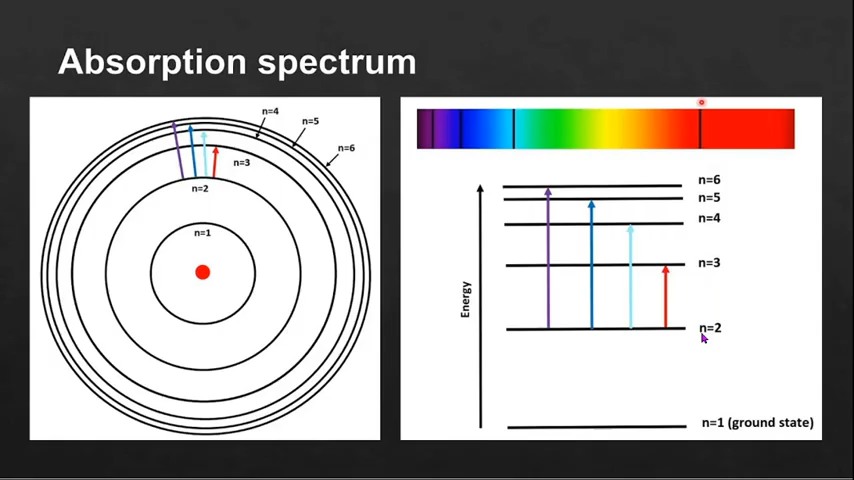 Absorption spectrum
n=4
n=5
n=6
n=3
n=2
n=1
n=6
n=5
n=4
n=3
Energy
n=2
n=1 (ground state)